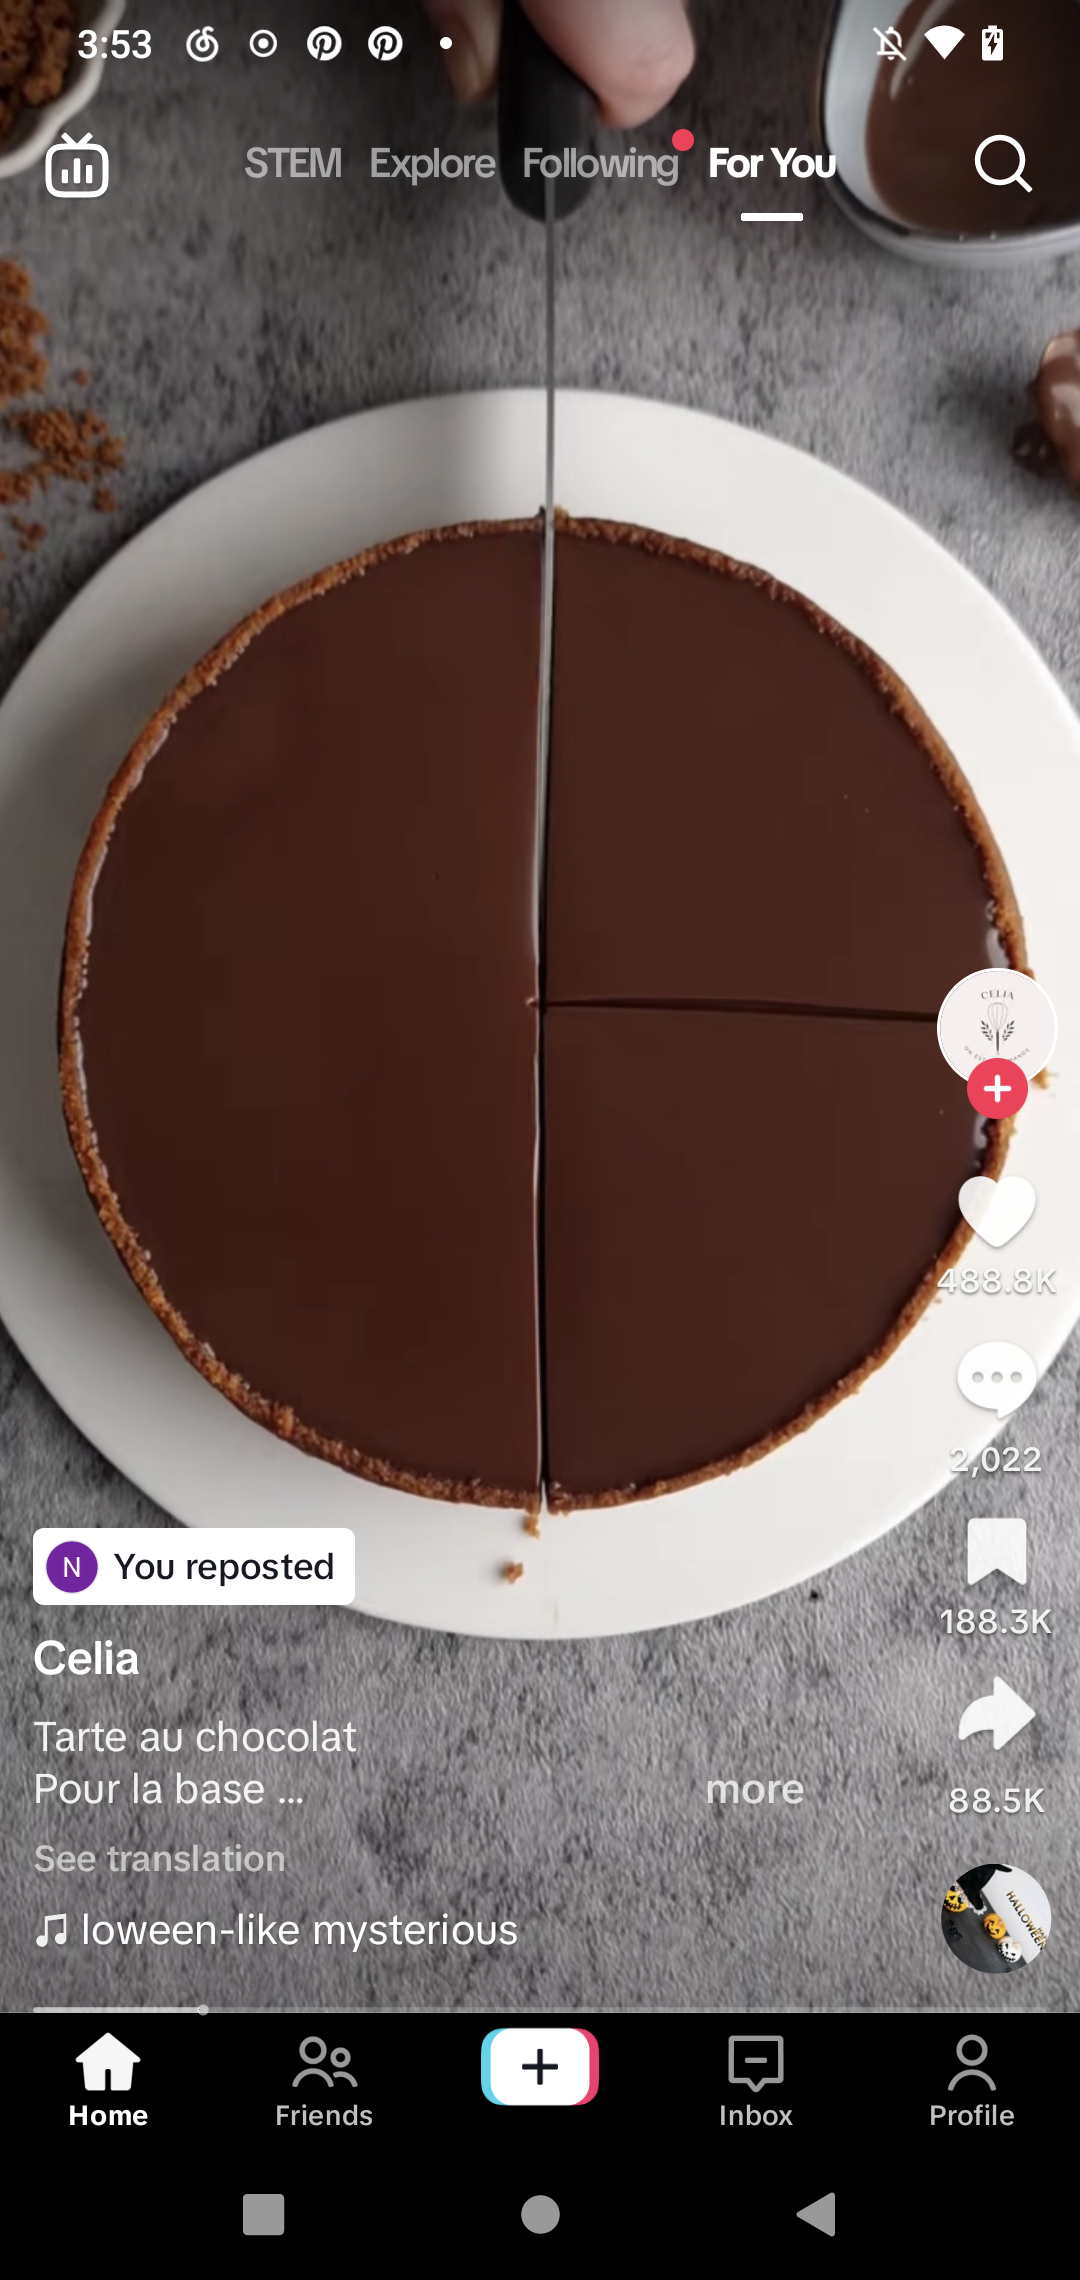 3:53
STEM Explore Following For You
CELIA
488.8K
2,022
N You reposted
188.3K
Celia
Tarte au chocolat
Pour la base ... more
88.5K
See translation
HALLOWEEN
loween-like mysterious
Home Friends Inbox Profile